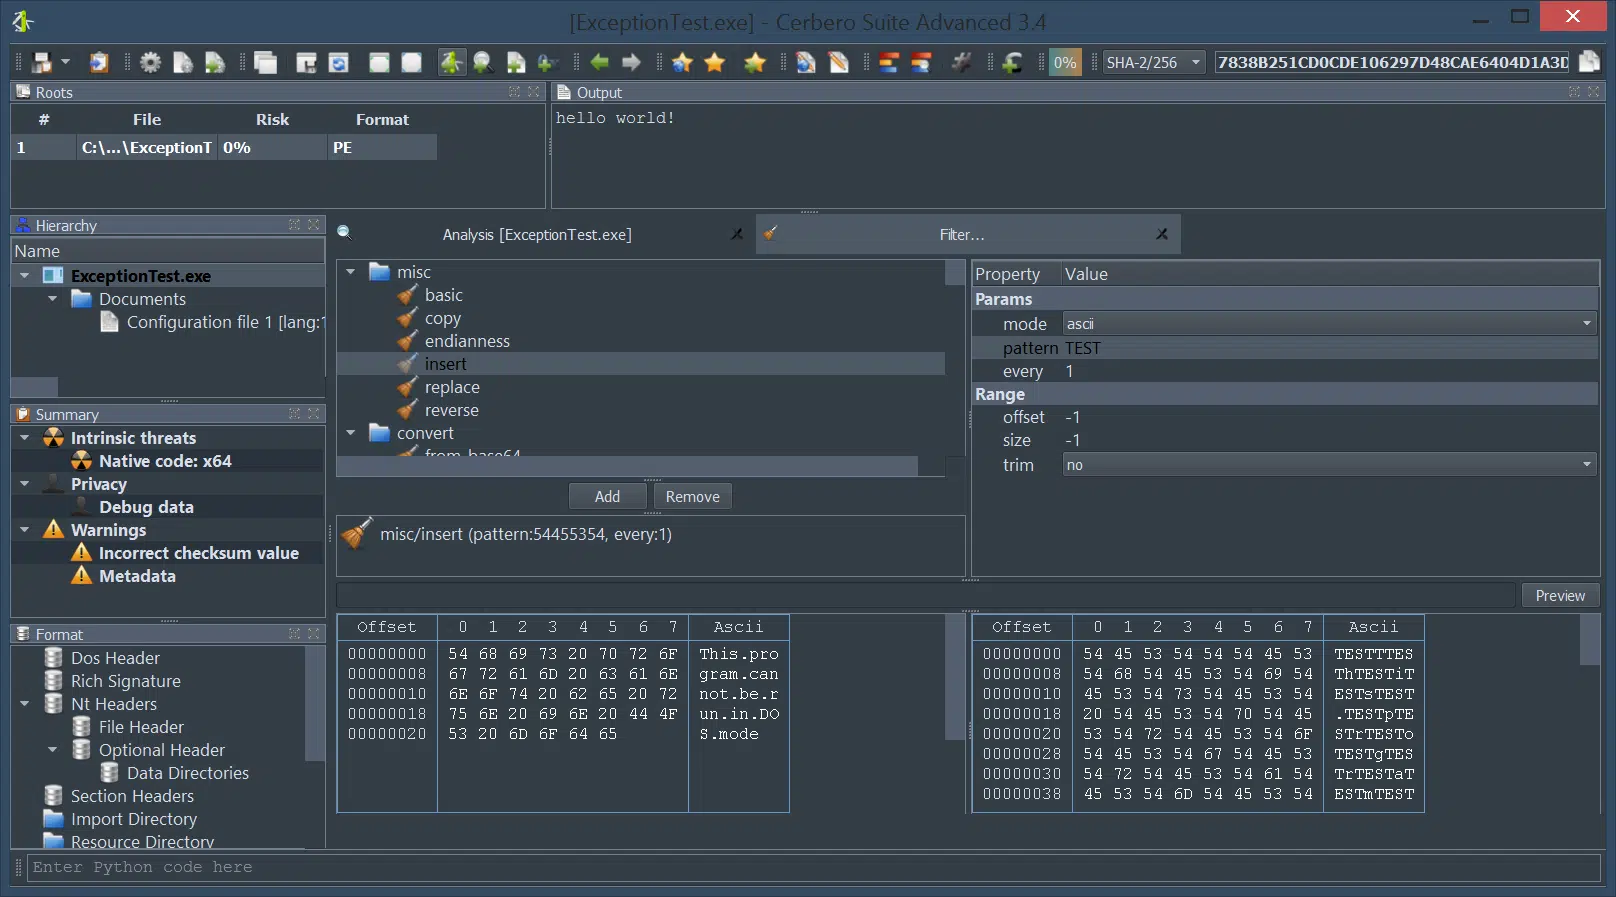 [ExceptionTest.exe] - Cerbero Suite Advanced 3.4
0% SHA-2/256 7838B251CD0CDE106297D48CAE6404D1A3D
Roots
# File Risk Format
1 C:\...\ExceptionT 0% PE
Output
hello world!
Hierarchy
Name
ExceptionTest.exe
Documents
Configuration file 1 [lang:1
Summary
Intrinsic threats
Native code: x64
Privacy
Debug data
Warnings
Incorrect checksum value
Metadata
Format
Dos Header
Rich Signature
Nt Headers
File Header
Optional Header
Data Directories
Section Headers
Import Directory
Resource Directory
Analysis [ExceptionTest.exe]
Filter...
misc
basic
copy
endianness
insert
replace
reverse
convert
from_base64
Add Remove
misc/insert (pattern:54455354, every:1)
Property Value
Params
mode ascii
pattern TEST
every 1
Range
offset -1
size -1
trim no
Preview
Offset 0 1 2 3 4 5 6 7 Ascii
00000000 54 68 69 73 20 70 72 6F This.pro
00000008 67 72 61 6D 20 63 61 6E gram.can
00000010 6E 6F 74 20 62 65 20 72 not.be.r
00000018 75 6E 20 69 6E 20 44 4F un.in.DO
00000020 53 20 6D 6F 64 65 S.mode
Offset 0 1 2 3 4 5 6 7 Ascii
00000000 54 45 53 54 54 54 45 53 TESTTTES
00000008 54 68 54 45 53 54 69 54 ThTESTiT
00000010 45 53 54 73 54 45 53 54 ESTsTEST
00000018 20 54 45 53 54 70 54 45 .TESTpTE
00000020 53 54 72 54 45 53 54 6F STrTESTo
00000028 54 45 53 54 67 54 45 53 TESTgTES
00000030 54 72 54 45 53 54 61 54 TrTESTaT
00000038 45 53 54 6D 54 45 53 54 ESTmTEST
Enter Python code here